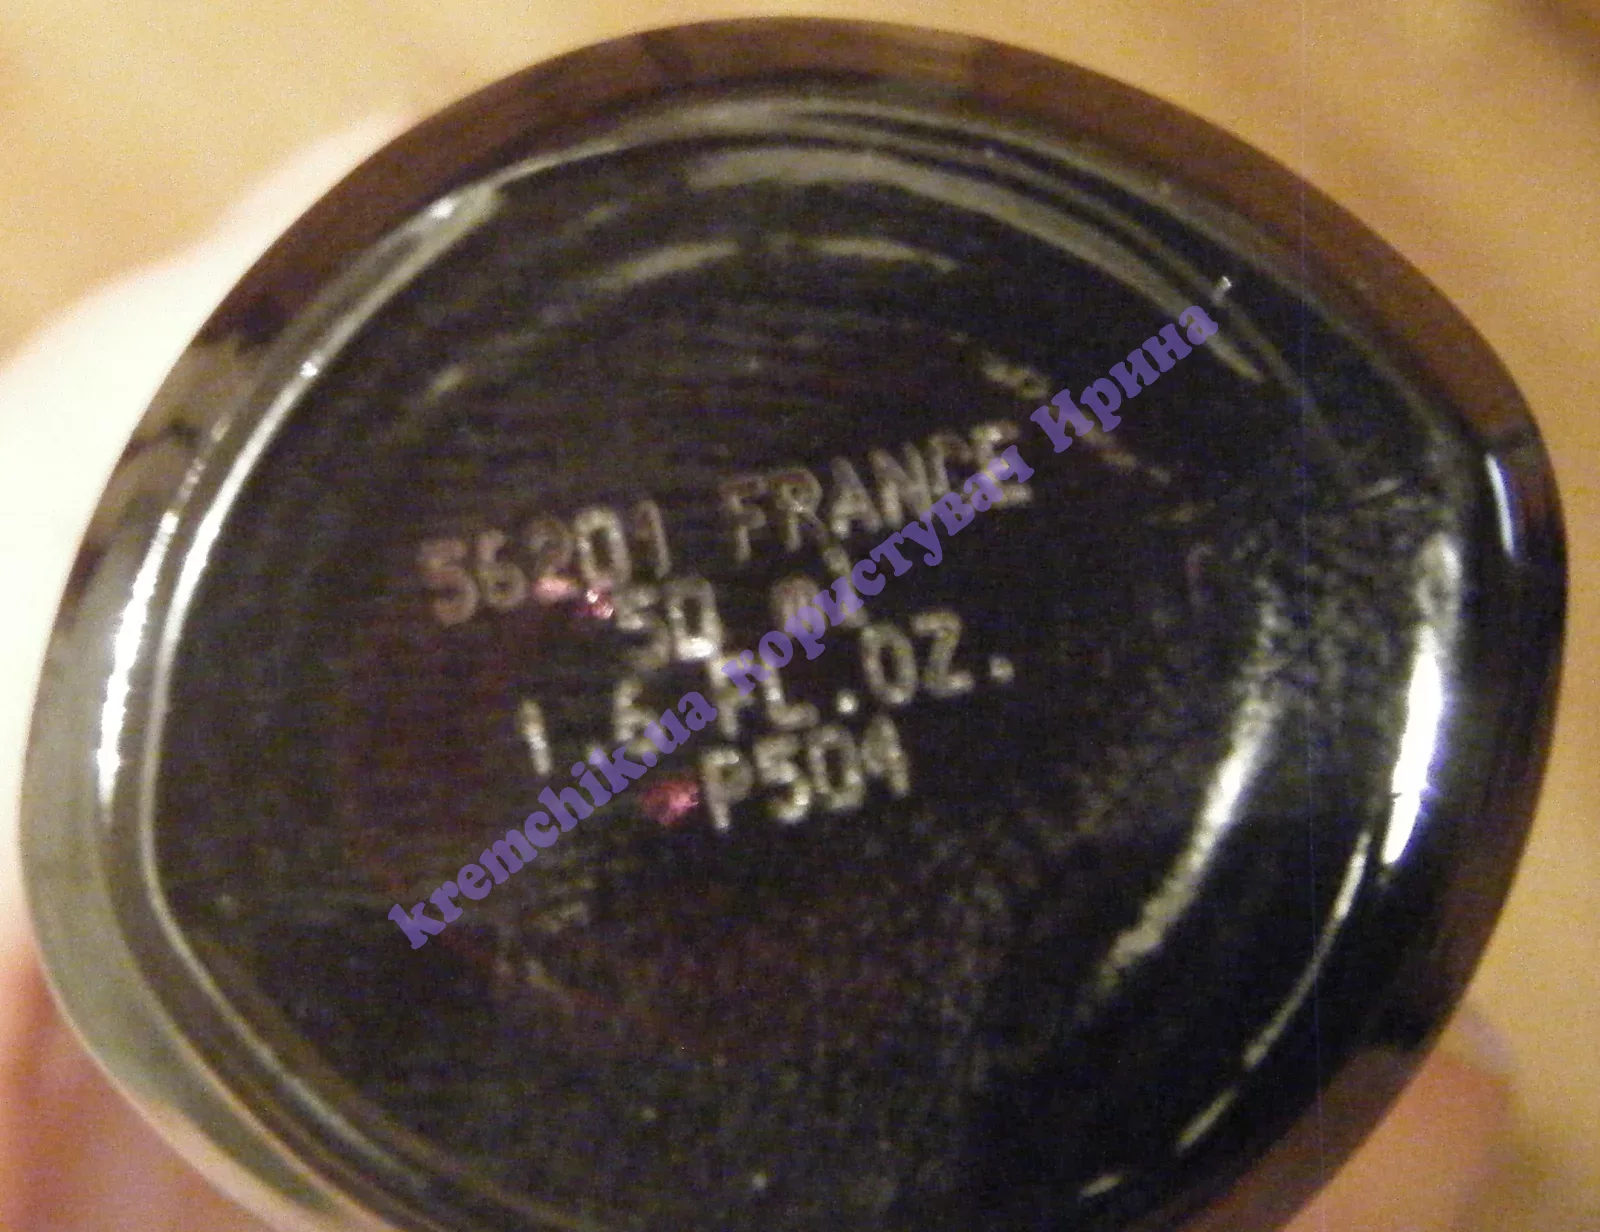 56201 FRANCE
50 ml
1.6 FL.OZ.
P504
kremchik.ua користувач Ирина